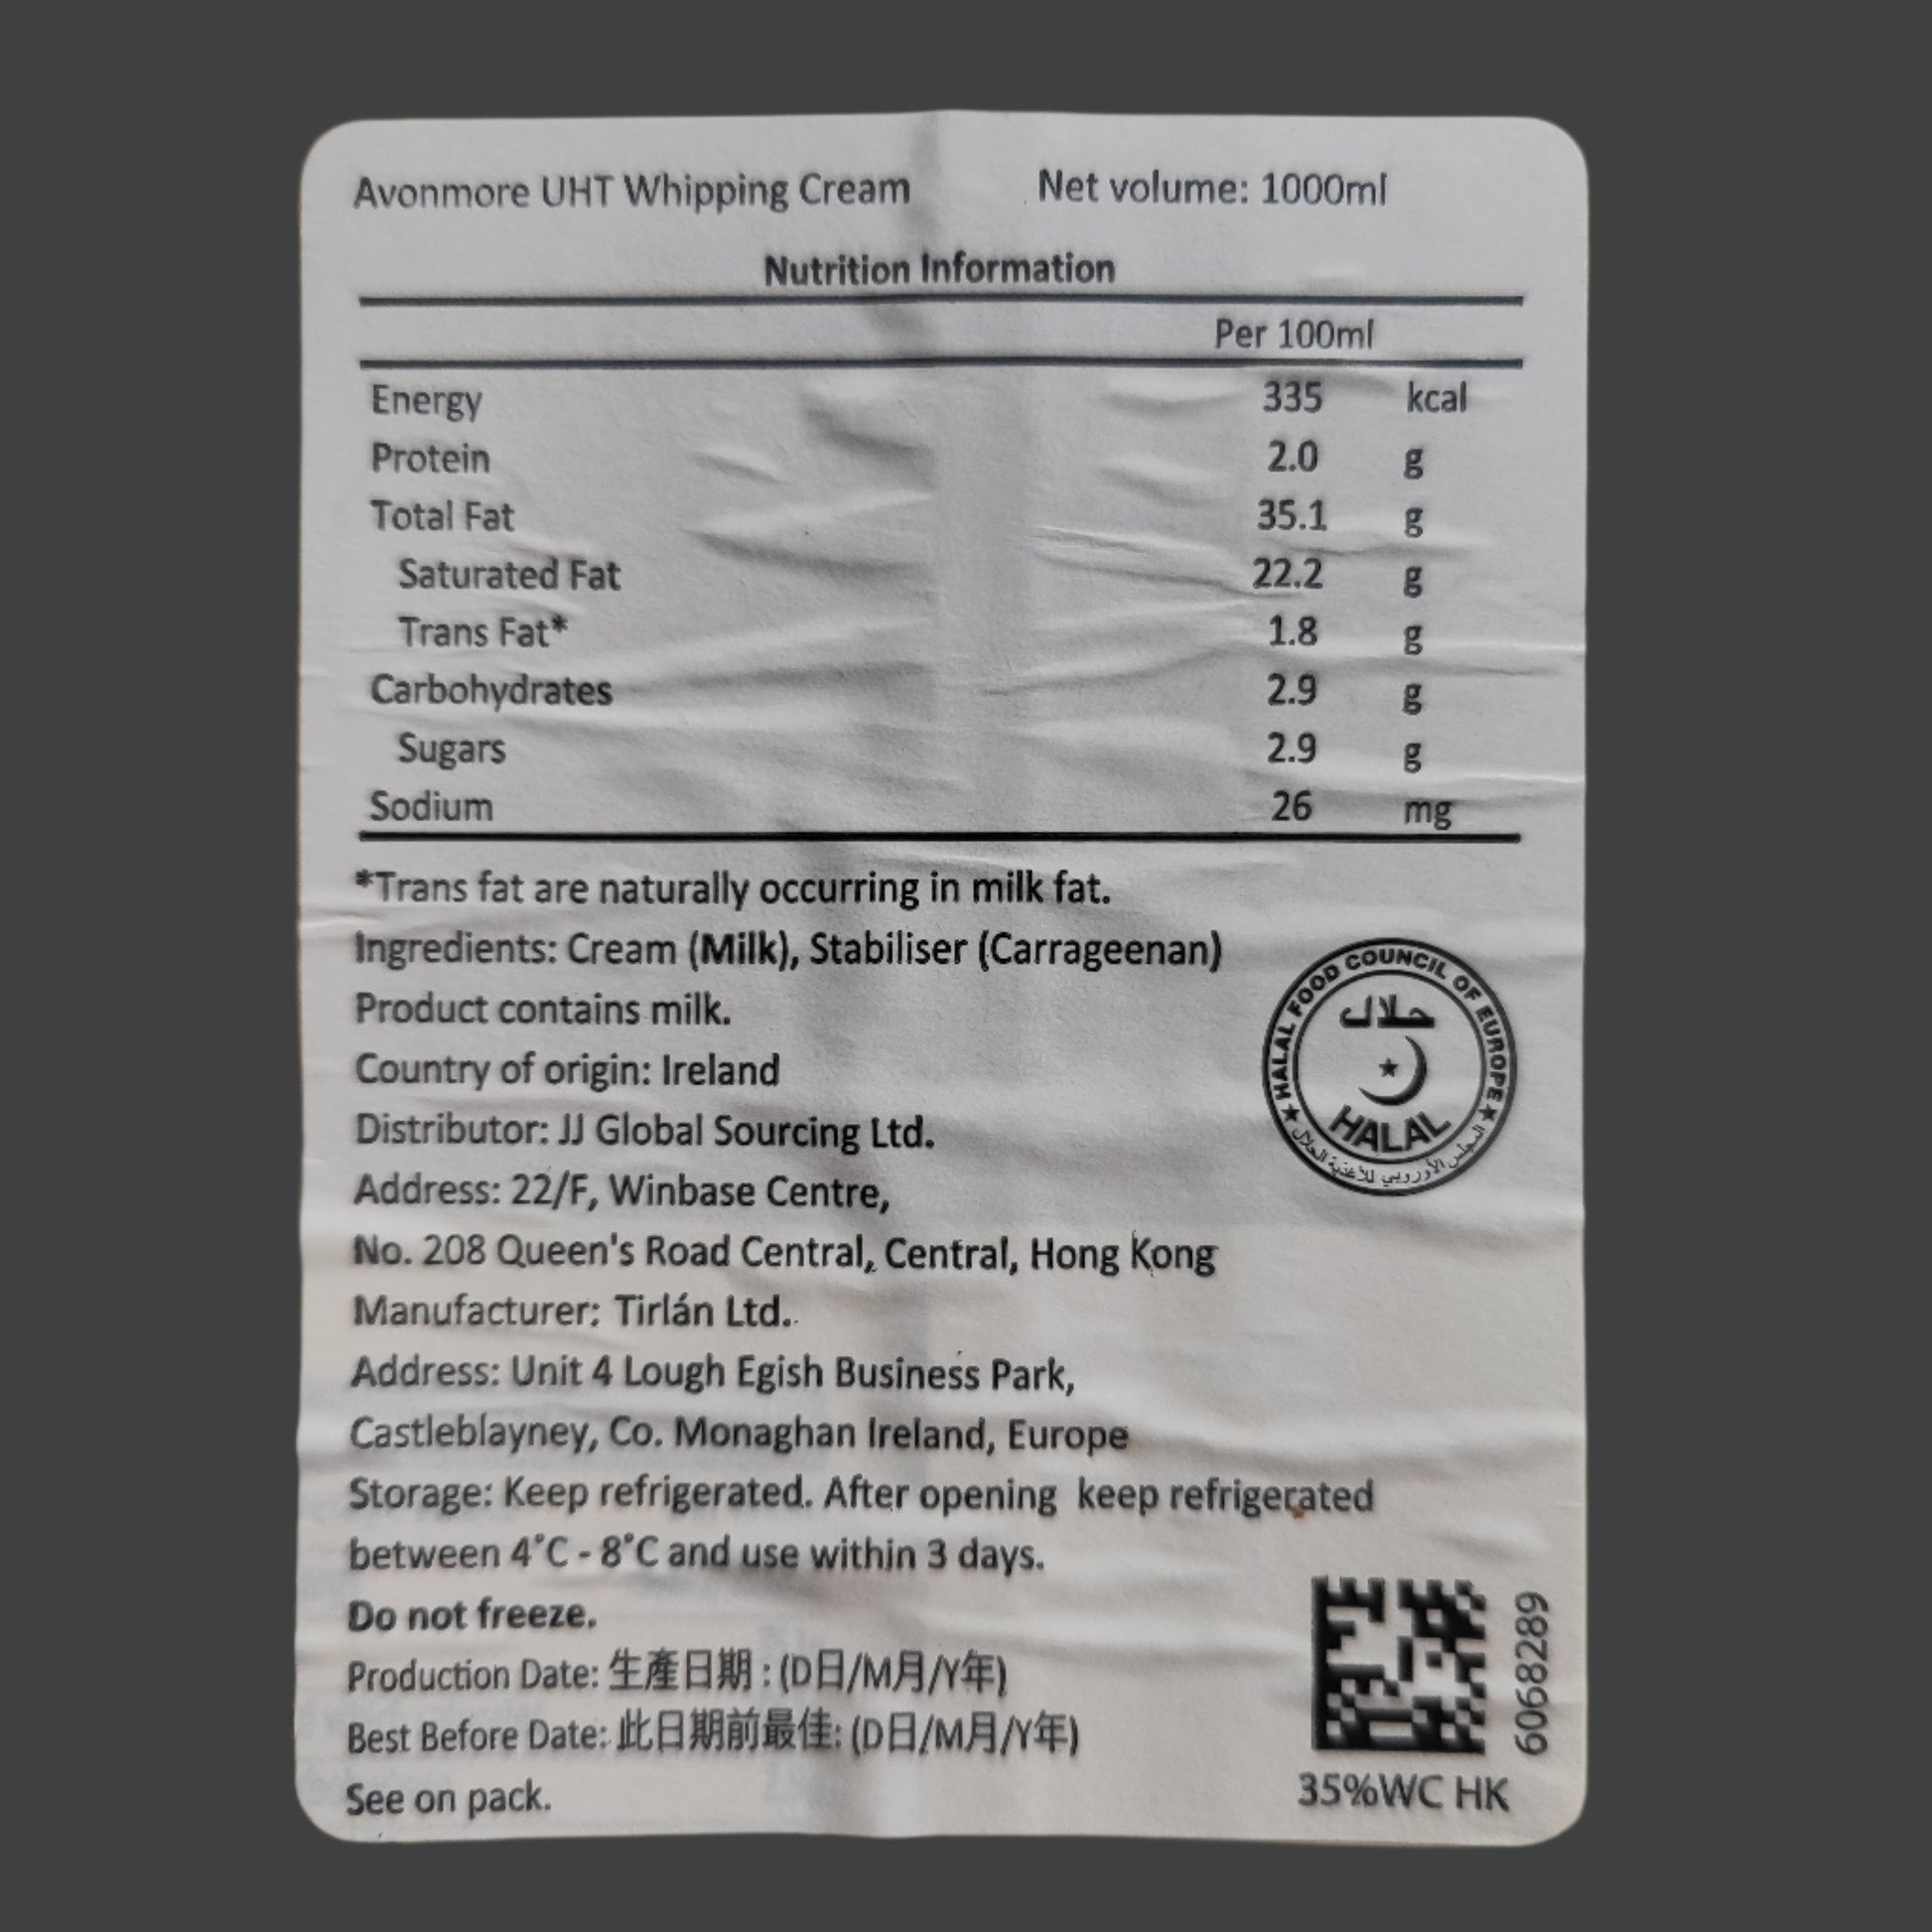 Avonmore UHT Whipping Cream Net volume: 1000ml
Nutrition Information
Per 100ml
Energy 335 kcal
Protein 2.0 g
Total Fat 35.1 g
Saturated Fat 22.2 g
Trans Fat* 1.8 g
Carbohydrates 2.9 g
Sugars 2.9 g
Sodium 26 mg
*Trans fat are naturally occurring in milk fat.
Ingredients: Cream (Milk), Stabiliser (Carrageenan)
Product contains milk.
Country of origin: Ireland
Distributor: JJ Global Sourcing Ltd.
Address: 22/F, Winbase Centre,
No. 208 Queen's Road Central, Central, Hong Kong
Manufacturer: Tirlán Ltd.
Address: Unit 4 Lough Egish Business Park,
Castleblayney, Co. Monaghan Ireland, Europe
Storage: Keep refrigerated. After opening keep refrigerated
between 4°C - 8°C and use within 3 days.
Do not freeze.
Production Date: 生產日期 : (D日/M月/Y年)
Best Before Date: 此日期前最佳: (D日/M月/Y年)
See on pack.
★ HALAL FOOD COUNCIL OF EUROPE ★
حلال
HALAL
المجلس الأوروبي للأغذية الحلال
6068289
35%WC HK